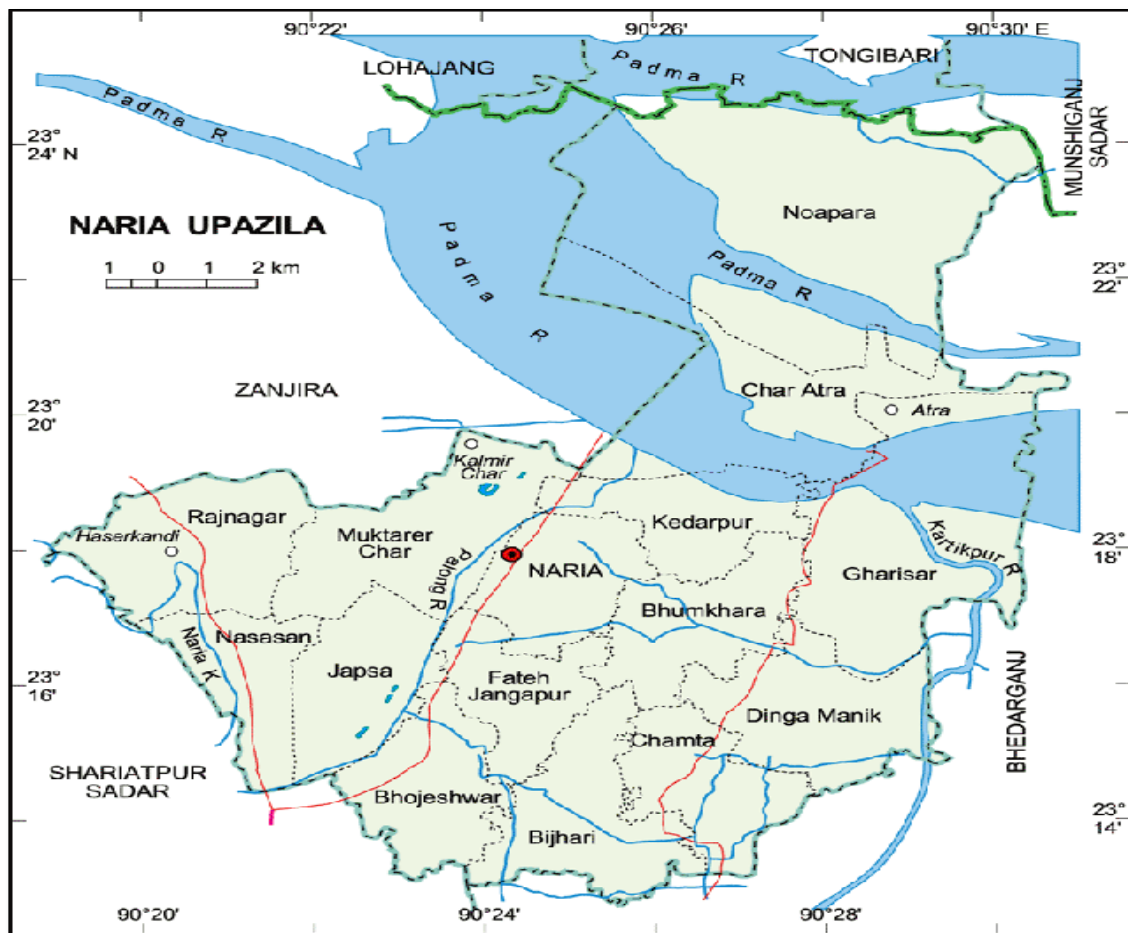 90°22'
90°26'
90°30' E
TONGIBARI
LOHAJANG
Padma R
Padma R
23°
24' N
MUNSHIGANJ
SADAR
NARIA UPAZILA
Noapara
1 0 1 2 km
Padma R
Padma R
23°
22'
ZANJIRA
Char Atra
Atra
23°
20'
Kalmir
Char
Rajnagar
Haserkandi
Muktarer
Char
Kedarpur
Kartikpur R
23°
18'
Palong R
NARIA
Gharisar
Bhumkhara
Nasasan
Naria K
Japsa
Fateh
Jangapur
23°
16'
Dinga Manik
BHEDARGANJ
Chamta
SHARIATPUR
SADAR
Bhojeshwar
Bijhari
23°
14'
90°20'
90°24'
90°28'